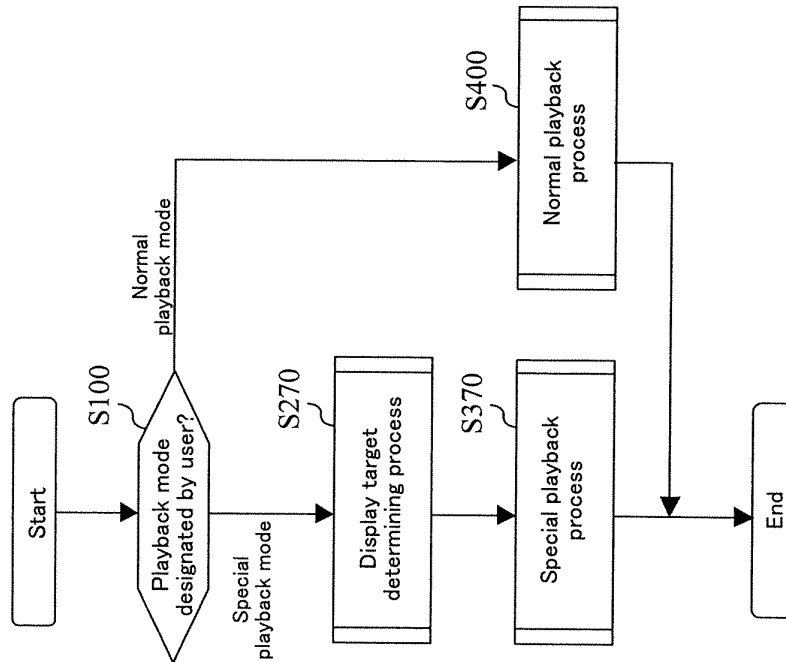 Start
S100
Playback mode
designated by user?
Normal
playback mode
Special
playback mode
S270
Display target
determining process
S370
Special playback
process
S400
Normal playback
process
End